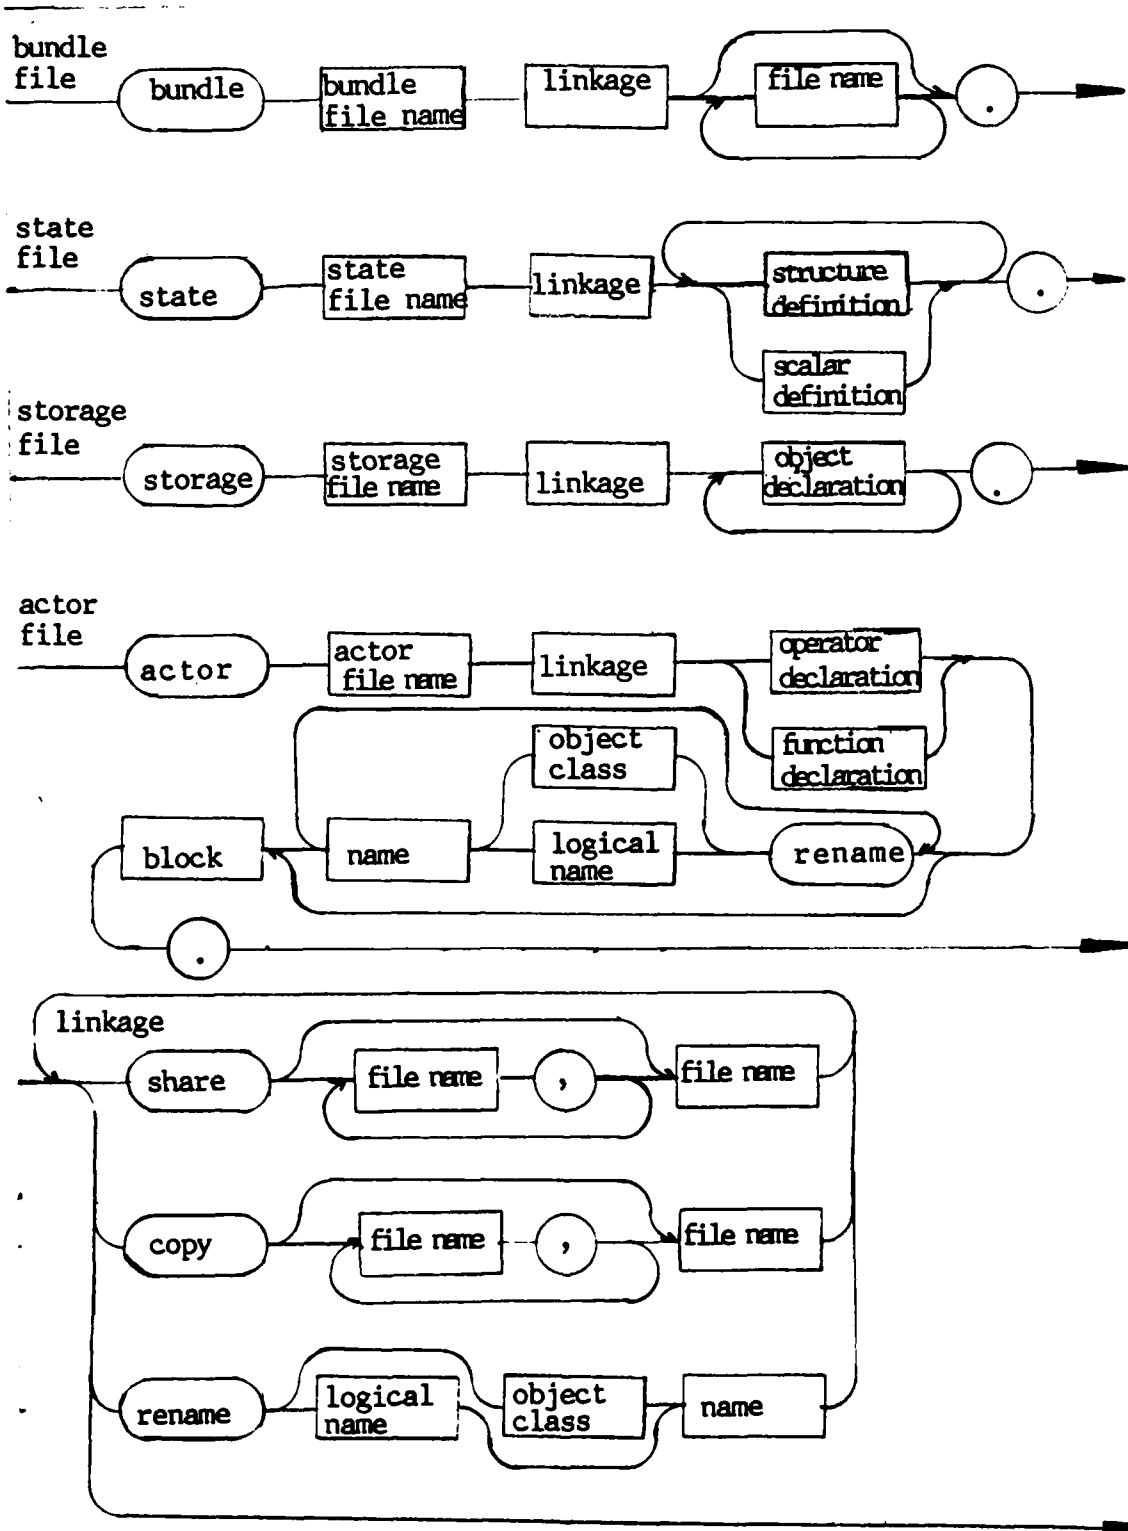 bundle
file
bundle
bundle
file name
linkage
file name
.
state
file
state
state
file name
linkage
structure
definition
.
scalar
definition
storage
file
storage
storage
file name
linkage
object
declaration
.
actor
file
actor
actor
file name
linkage
operator
declaration
function
declaration
object
class
block
name
logical
name
rename
.
linkage
share
file name
,
file name
copy
file name
,
file name
rename
logical
name
object
class
name